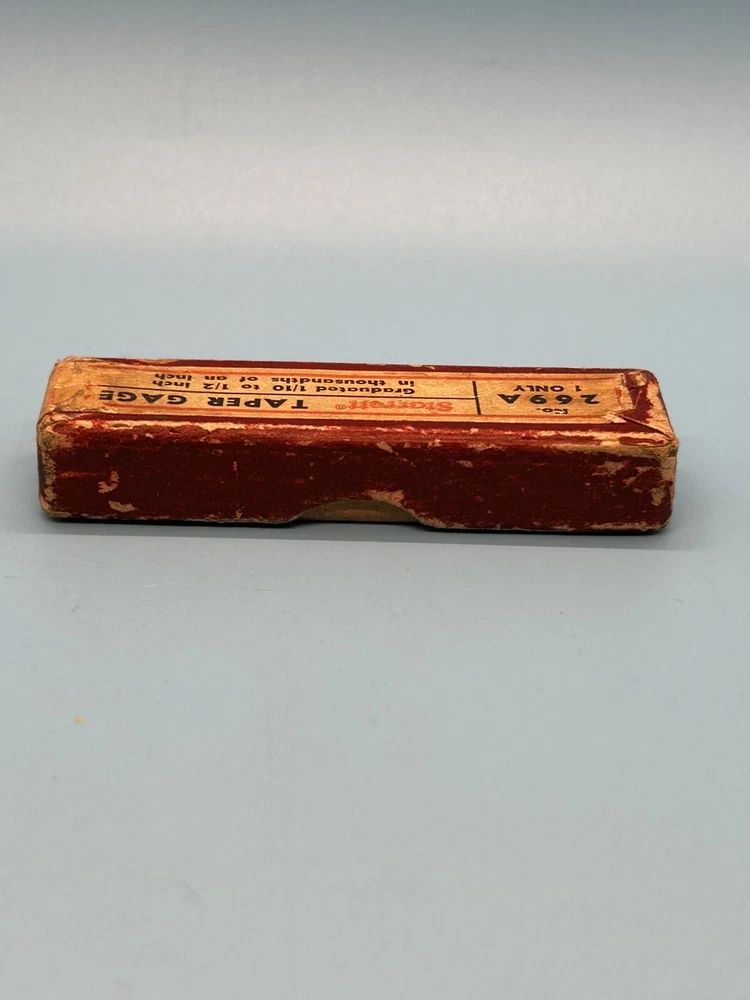 No.
269A
1 ONLY
Starrett® TAPER GAGE
Graduated 1/10 to 1/2 inch
in thousandths of an inch